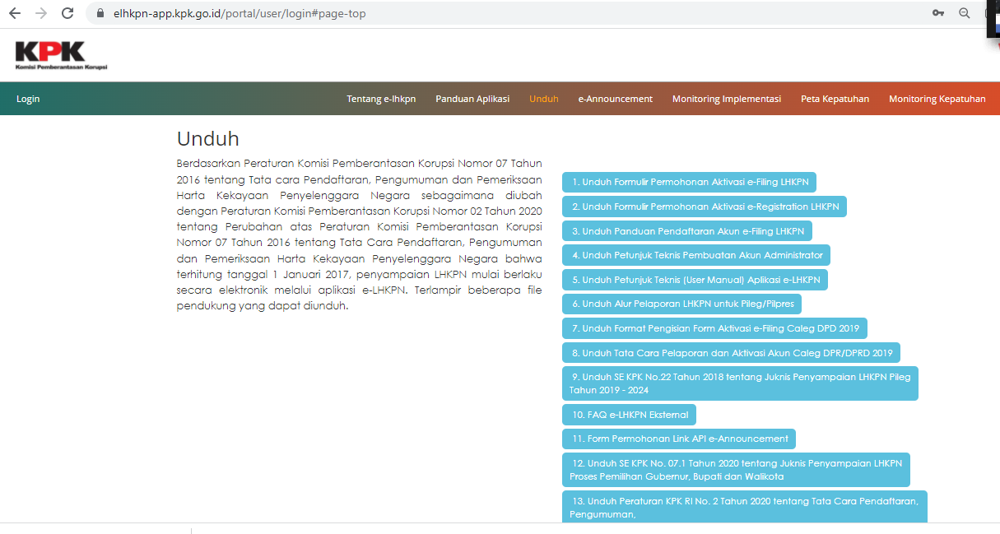 elhkpn-app.kpk.go.id/portal/user/login#page-top
KPK
Komisi Pemberantasan Korupsi
Login
Tentang e-lhkpn
Panduan Aplikasi
Unduh
e-Announcement
Monitoring Implementasi
Peta Kepatuhan
Monitoring Kepatuhan
Unduh
Berdasarkan Peraturan Komisi Pemberantasan Korupsi Nomor 07 Tahun
2016 tentang Tata cara Pendaftaran, Pengumuman dan Pemeriksaan
Harta Kekayaan Penyelenggara Negara sebagaimana diubah
dengan Peraturan Komisi Pemberantasan Korupsi Nomor 02 Tahun 2020
tentang Perubahan atas Peraturan Komisi Pemberantasan Korupsi
Nomor 07 Tahun 2016 tentang Tata Cara Pendaftaran, Pengumuman
dan Pemeriksaan Harta Kekayaan Penyelenggara Negara bahwa
terhitung tanggal 1 Januari 2017, penyampaian LHKPN mulai berlaku
secara elektronik melalui aplikasi e-LHKPN. Terlampir beberapa file
pendukung yang dapat diunduh.
1. Unduh Formulir Permohonan Aktivasi e-Filing LHKPN
2. Unduh Formulir Permohonan Aktivasi e-Registration LHKPN
3. Unduh Panduan Pendaftaran Akun e-Filing LHKPN
4. Unduh Petunjuk Teknis Pembuatan Akun Administrator
5. Unduh Petunjuk Teknis (User Manual) Aplikasi e-LHKPN
6. Unduh Alur Pelaporan LHKPN untuk Pileg/Pilpres
7. Unduh Format Pengisian Form Aktivasi e-Filing Caleg DPD 2019
8. Unduh Tata Cara Pelaporan dan Aktivasi Akun Caleg DPR/DPRD 2019
9. Unduh SE KPK No.22 Tahun 2018 tentang Juknis Penyampaian LHKPN Pileg
Tahun 2019 - 2024
10. FAQ e-LHKPN Eksternal
11. Form Permohonan Link API e-Announcement
12. Unduh SE KPK No. 07.1 Tahun 2020 tentang Juknis Penyampaian LHKPN
Proses Pemilihan Gubernur, Bupati dan Walikota
13. Unduh Peraturan KPK RI No. 2 Tahun 2020 tentang Tata Cara Pendaftaran,
Pengumuman,